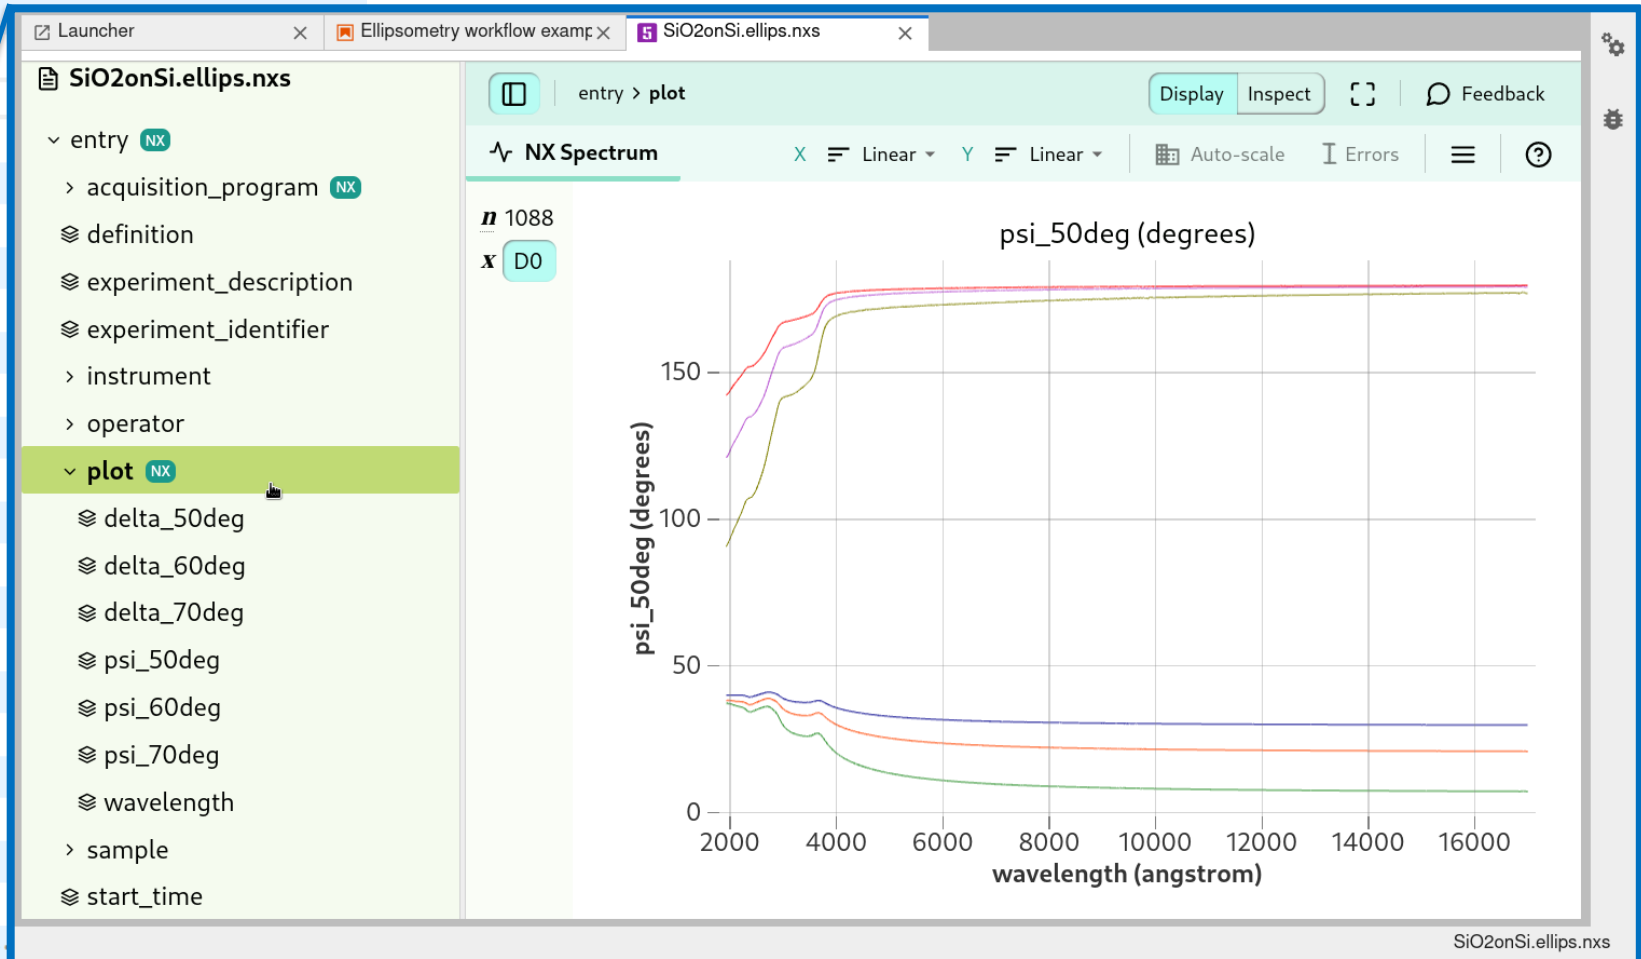 Launcher
Ellipsometry workflow examp
SiO2onSi.ellips.nxs
SiO2onSi.ellips.nxs
entry NX
acquisition_program NX
definition
experiment_description
experiment_identifier
instrument
operator
plot NX
delta_50deg
delta_60deg
delta_70deg
psi_50deg
psi_60deg
psi_70deg
wavelength
sample
start_time
entry > plot
Display Inspect
Feedback
NX Spectrum
X Linear Y Linear
Auto-scale
Errors
n 1088
x D0
psi_50deg (degrees)
psi_50deg (degrees)
150
100
50
0
2000 4000 6000 8000 10000 12000 14000 16000
wavelength (angstrom)
SiO2onSi.ellips.nxs